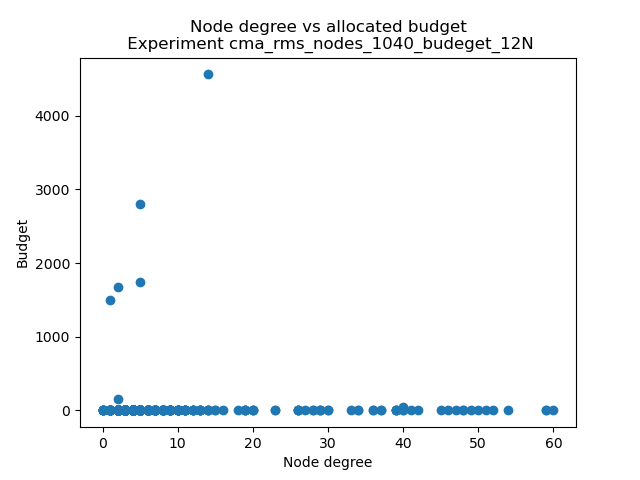 Node degree vs allocated budget
Experiment cma_rms_nodes_1040_budeget_12N
Budget
4000
3000
2000
1000
0
0 10 20 30 40 50 60
Node degree